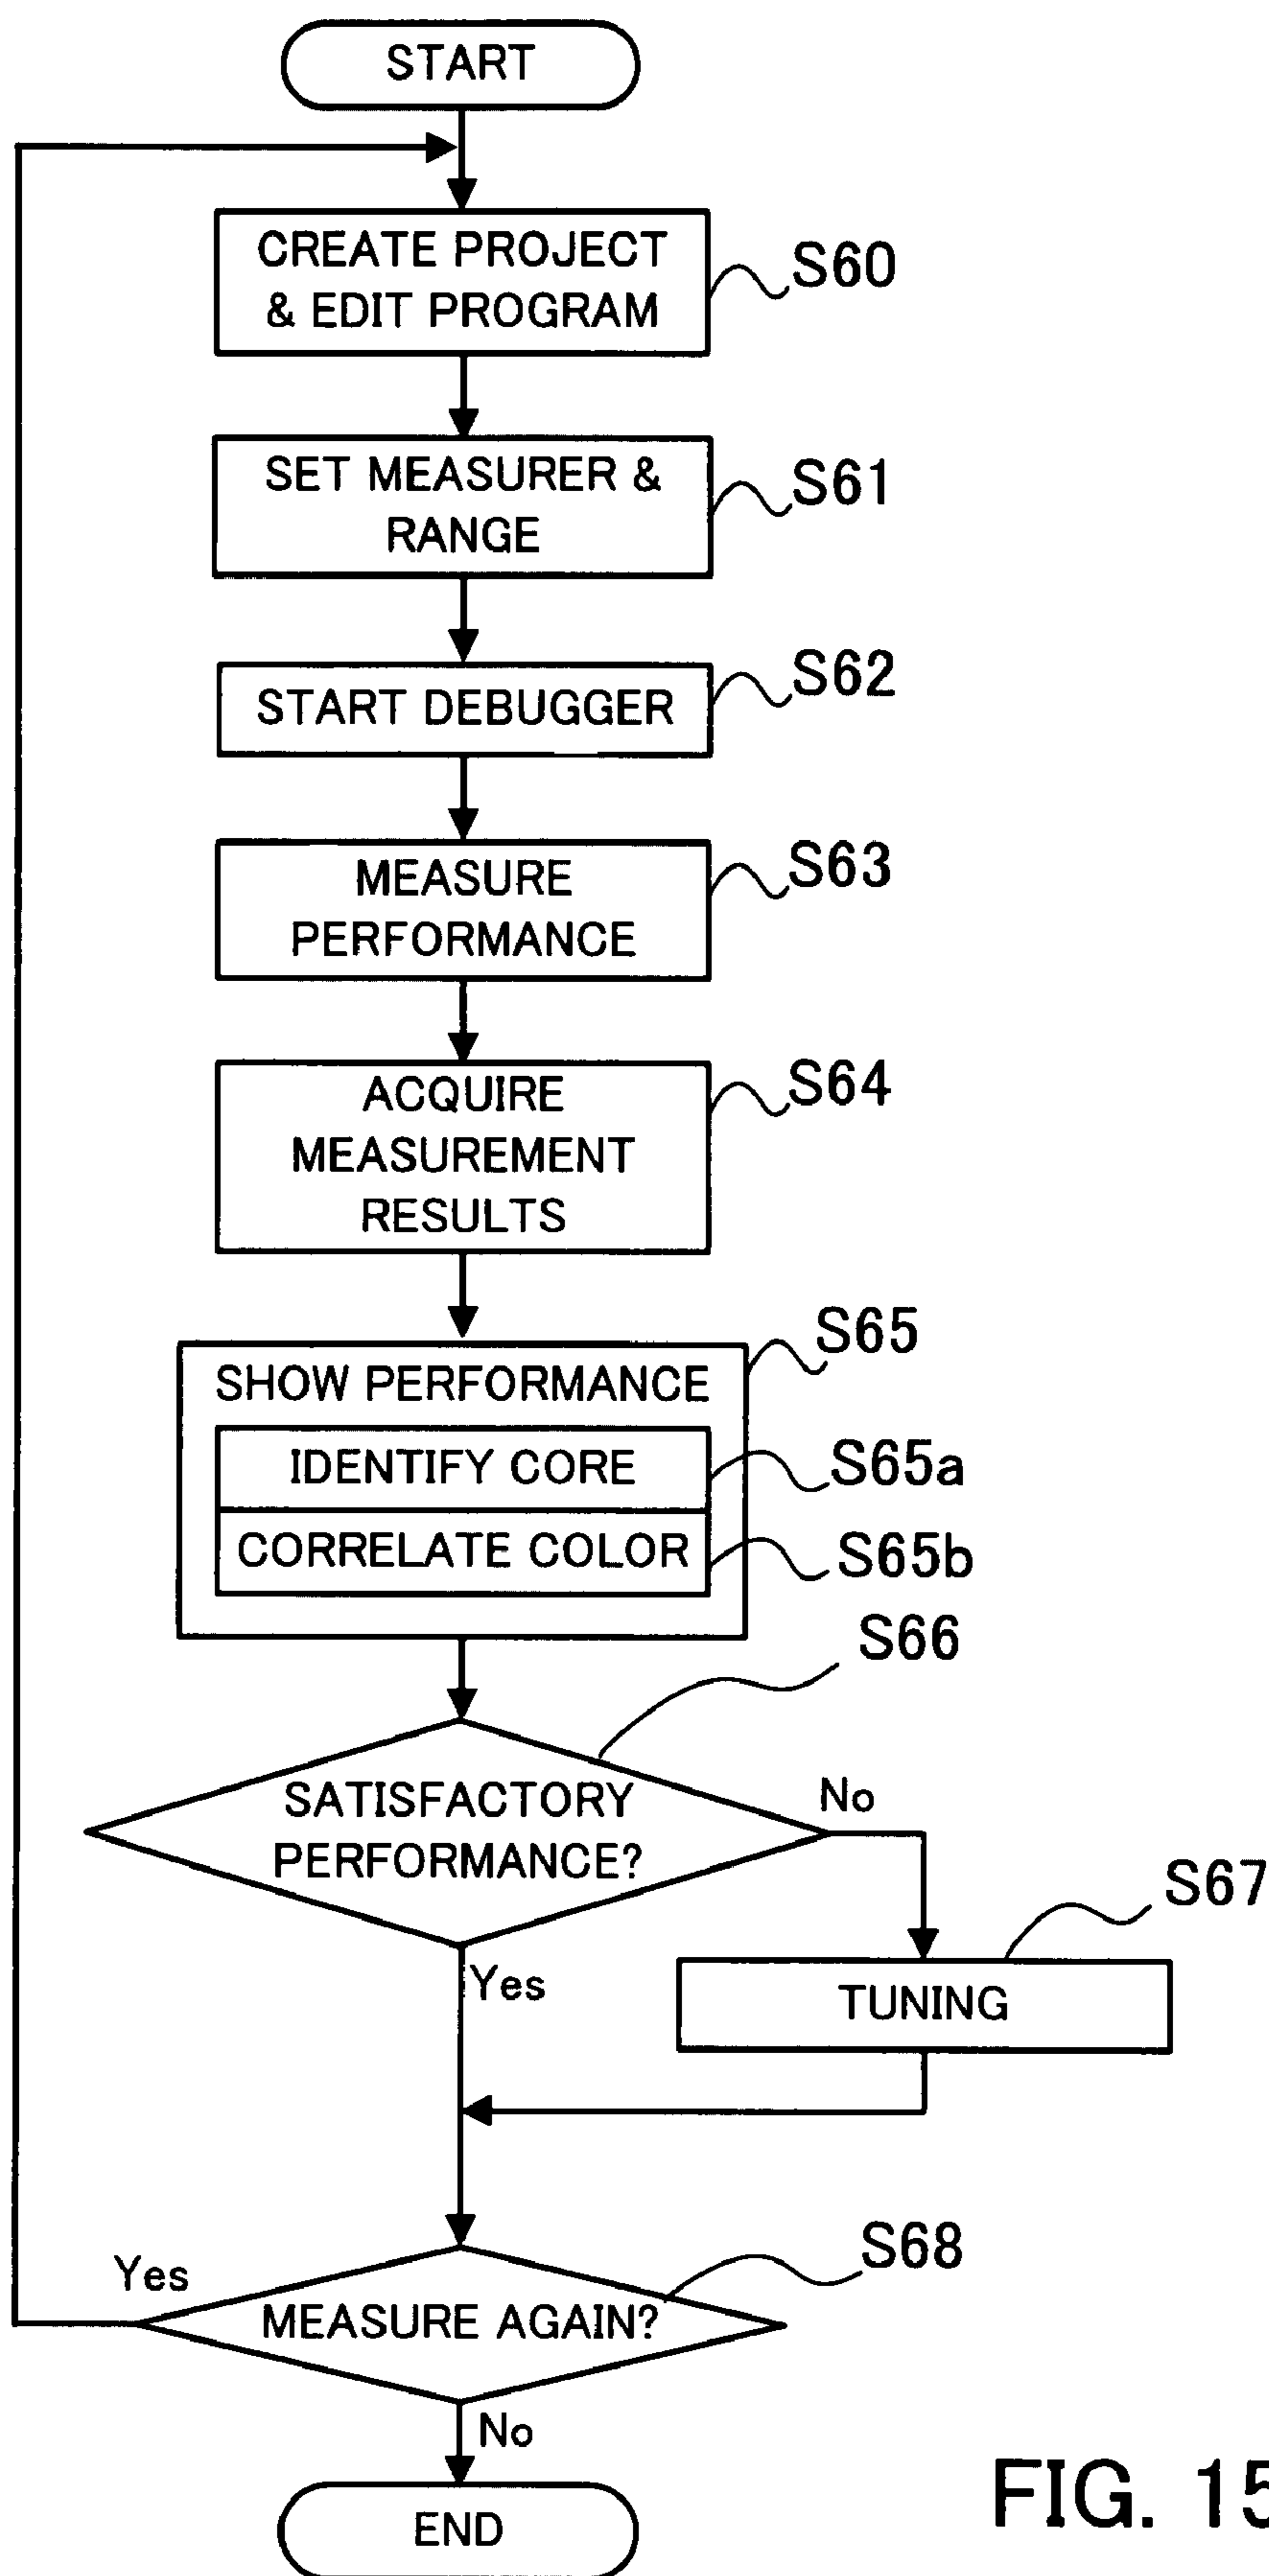 START
CREATE PROJECT
& EDIT PROGRAM
S60
SET MEASURER &
RANGE
S61
START DEBUGGER
S62
MEASURE
PERFORMANCE
S63
ACQUIRE
MEASUREMENT
RESULTS
S64
SHOW PERFORMANCE
S65
IDENTIFY CORE
S65a
CORRELATE COLOR
S65b
S66
SATISFACTORY
PERFORMANCE?
No
Yes
S67
TUNING
S68
Yes
MEASURE AGAIN?
No
END
FIG. 15